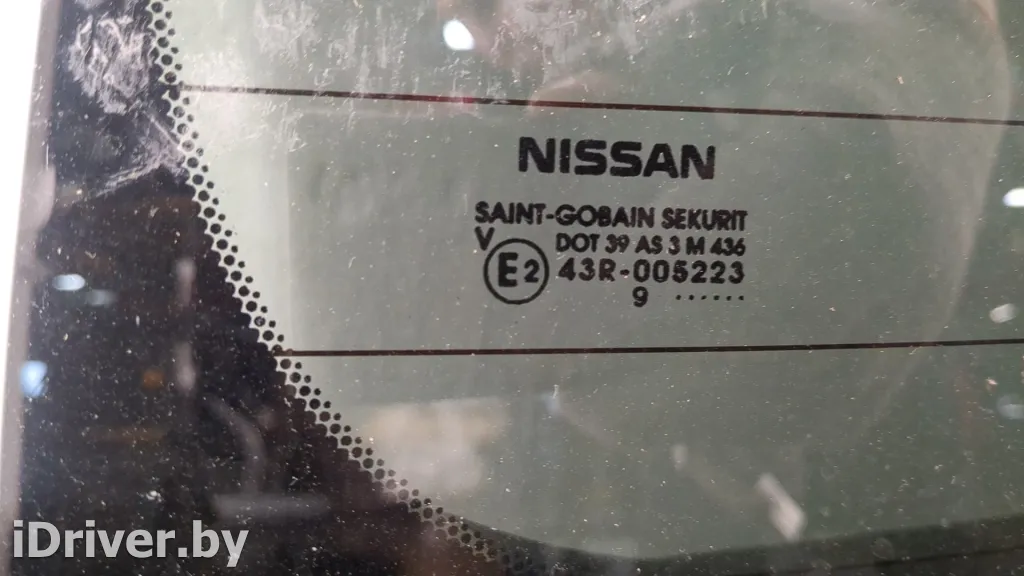 NISSAN
SAINT-GOBAIN SEKURIT
V DOT 39 AS 3 M 436
E2 43R-005223
9 ......
iDriver.by